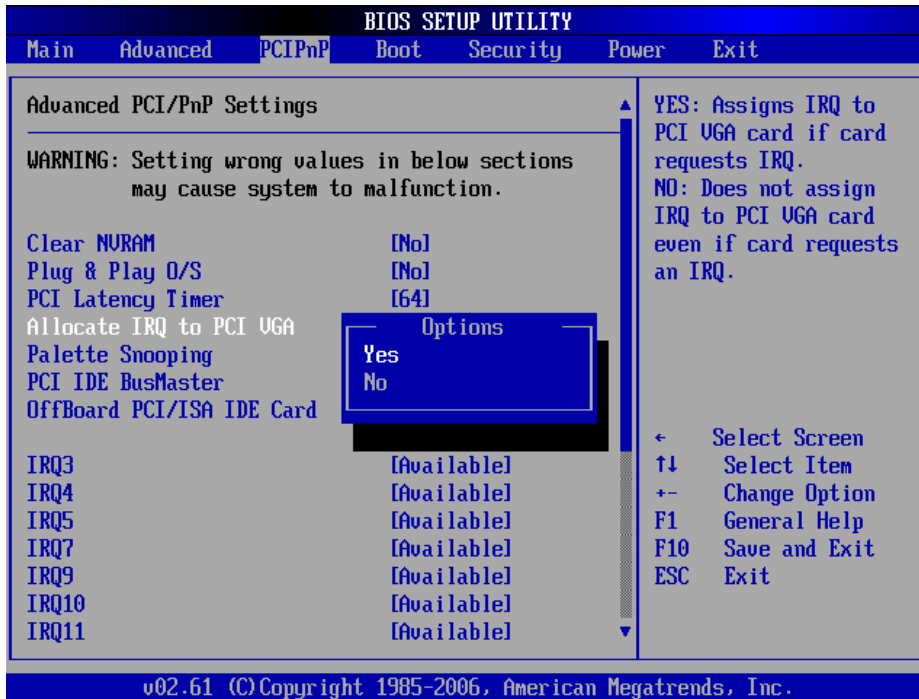 BIOS SETUP UTILITY
Main Advanced PCIPnP Boot Security Power Exit
Advanced PCI/PnP Settings
WARNING: Setting wrong values in below sections
may cause system to malfunction.
Clear NVRAM [No]
Plug & Play O/S [No]
PCI Latency Timer [64]
Allocate IRQ to PCI VGA
Palette Snooping
PCI IDE BusMaster
OffBoard PCI/ISA IDE Card
Options
Yes
No
IRQ3 [Available]
IRQ4 [Available]
IRQ5 [Available]
IRQ7 [Available]
IRQ9 [Available]
IRQ10 [Available]
IRQ11 [Available]
YES: Assigns IRQ to
PCI VGA card if card
requests IRQ.
NO: Does not assign
IRQ to PCI VGA card
even if card requests
an IRQ.
← Select Screen
↑↓ Select Item
+- Change Option
F1 General Help
F10 Save and Exit
ESC Exit
v02.61 (C)Copyright 1985-2006, American Megatrends, Inc.